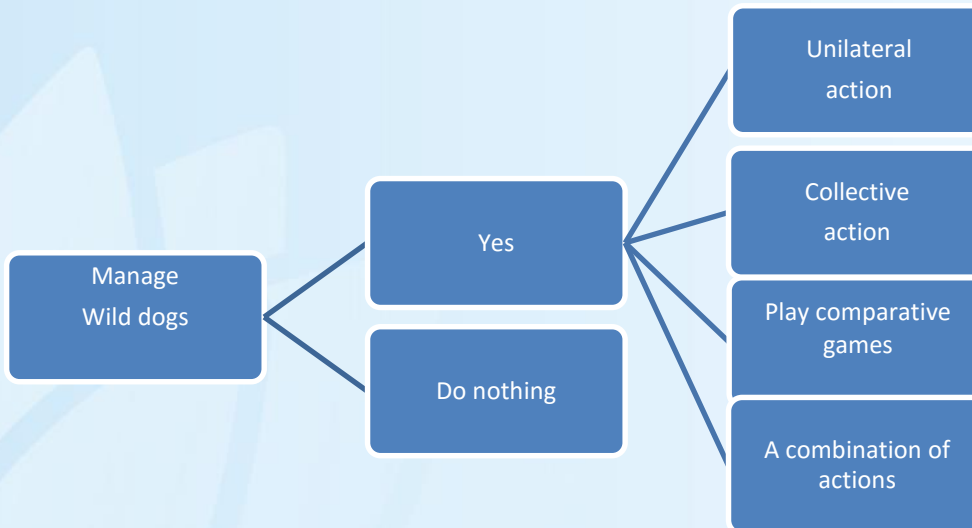 Manage
Wild dogs
Yes
Do nothing
Unilateral
action
Collective
action
Play comparative
games
A combination of
actions